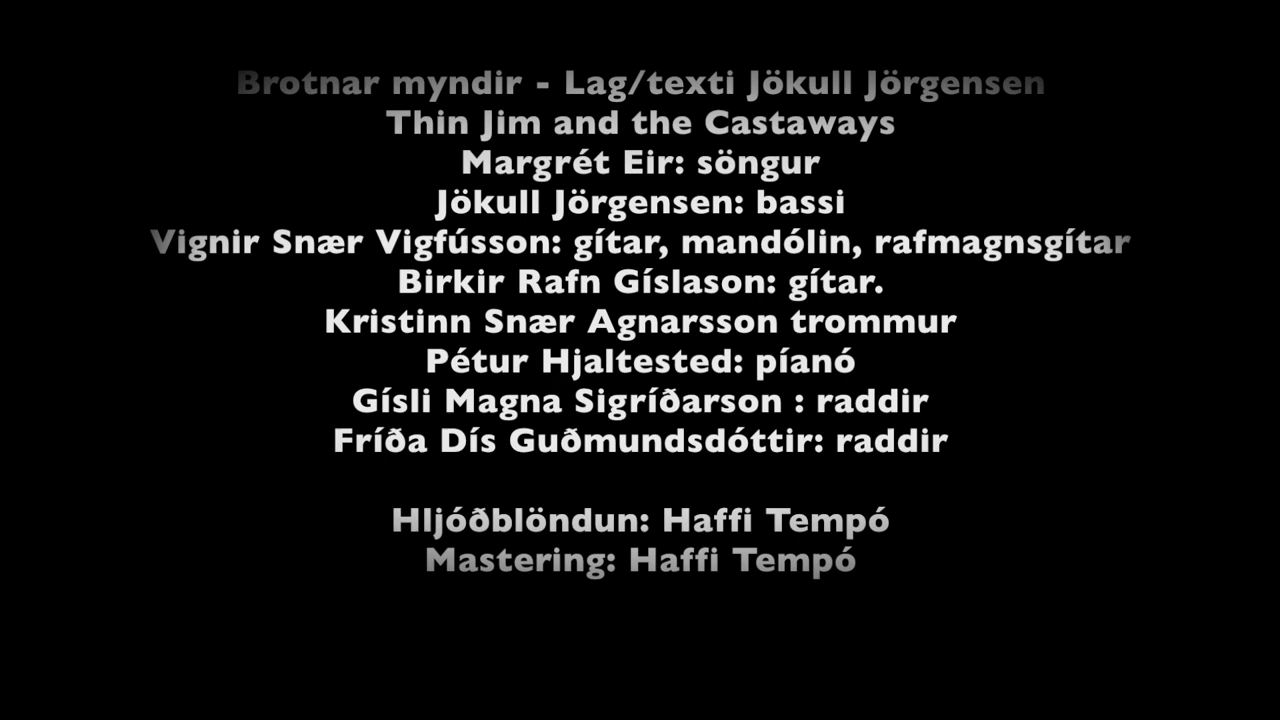 Brotnar myndir - Lag/texti Jökull Jörgensen
Thin Jim and the Castaways
Margrét Eir: söngur
Jökull Jörgensen: bassi
Vignir Snær Vigfússon: gítar, mandólin, rafmagnsgítar
Birkir Rafn Gíslason: gítar.
Kristinn Snær Agnarsson trommur
Pétur Hjaltested: píanó
Gísli Magna Sigríðarson : raddir
Fríða Dís Guðmundsdóttir: raddir
Hljóðblöndun: Haffi Tempó
Mastering: Haffi Tempó